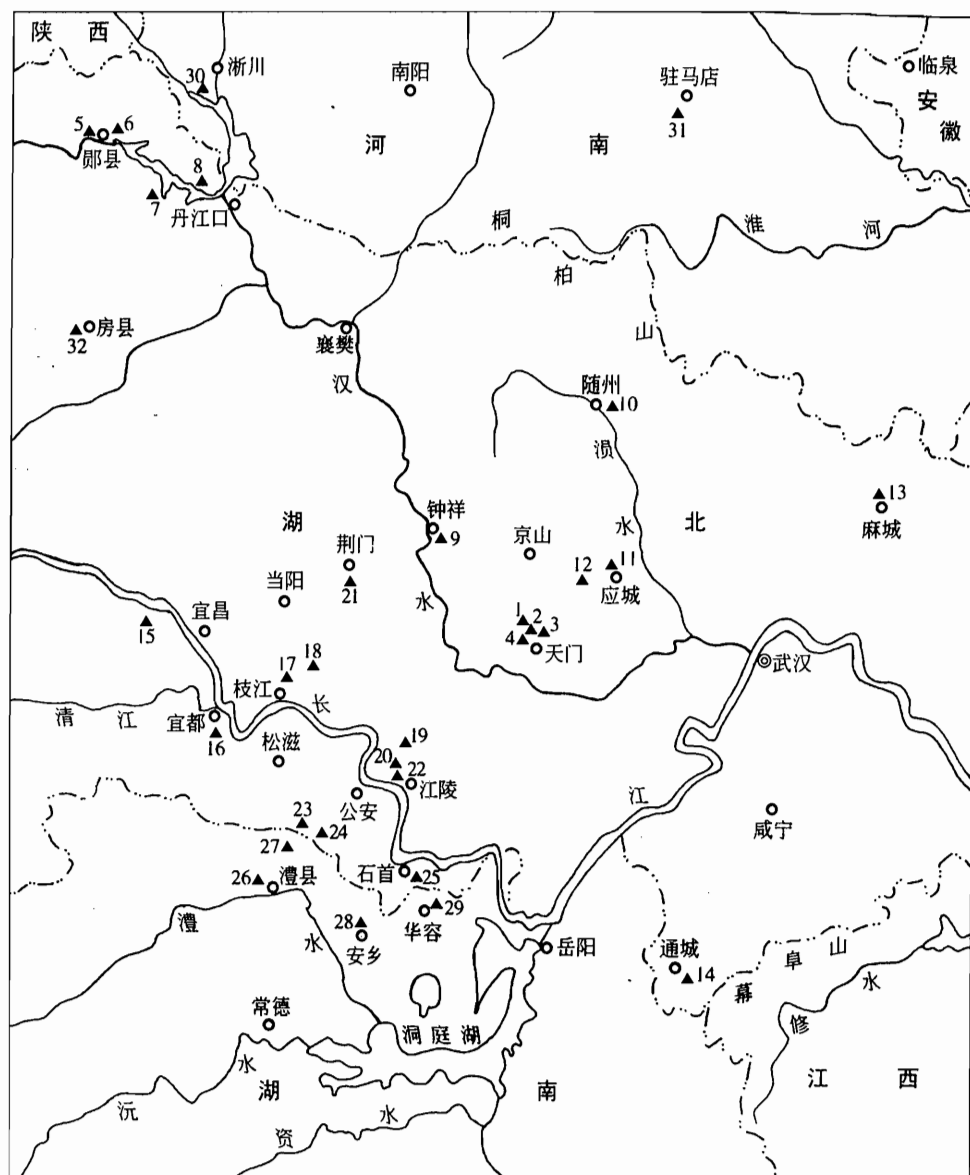 陕 西
淅川
30
南阳
驻马店
31
临泉
安
徽
5
6
郧县
河
南
8
7
丹江口
桐
柏
山
淮
河
房县
32
襄樊
汉
水
随州
10
涢
水
13
麻城
湖
北
钟祥
9
京山
荆门
21
12
11
应城
当阳
宜昌
15
1
2
3
4
天门
武汉
18
17
枝江
长
江
清 江
宜都
16
松滋
19
20
22
江陵
公安
咸宁
23
24
27
石首
25
26
澧县
29
华容
28
安乡
澧
水
岳阳
通城
14
幕
阜
山
修
水
常德
洞庭湖
沅
水
湖
南
资
水
江 西